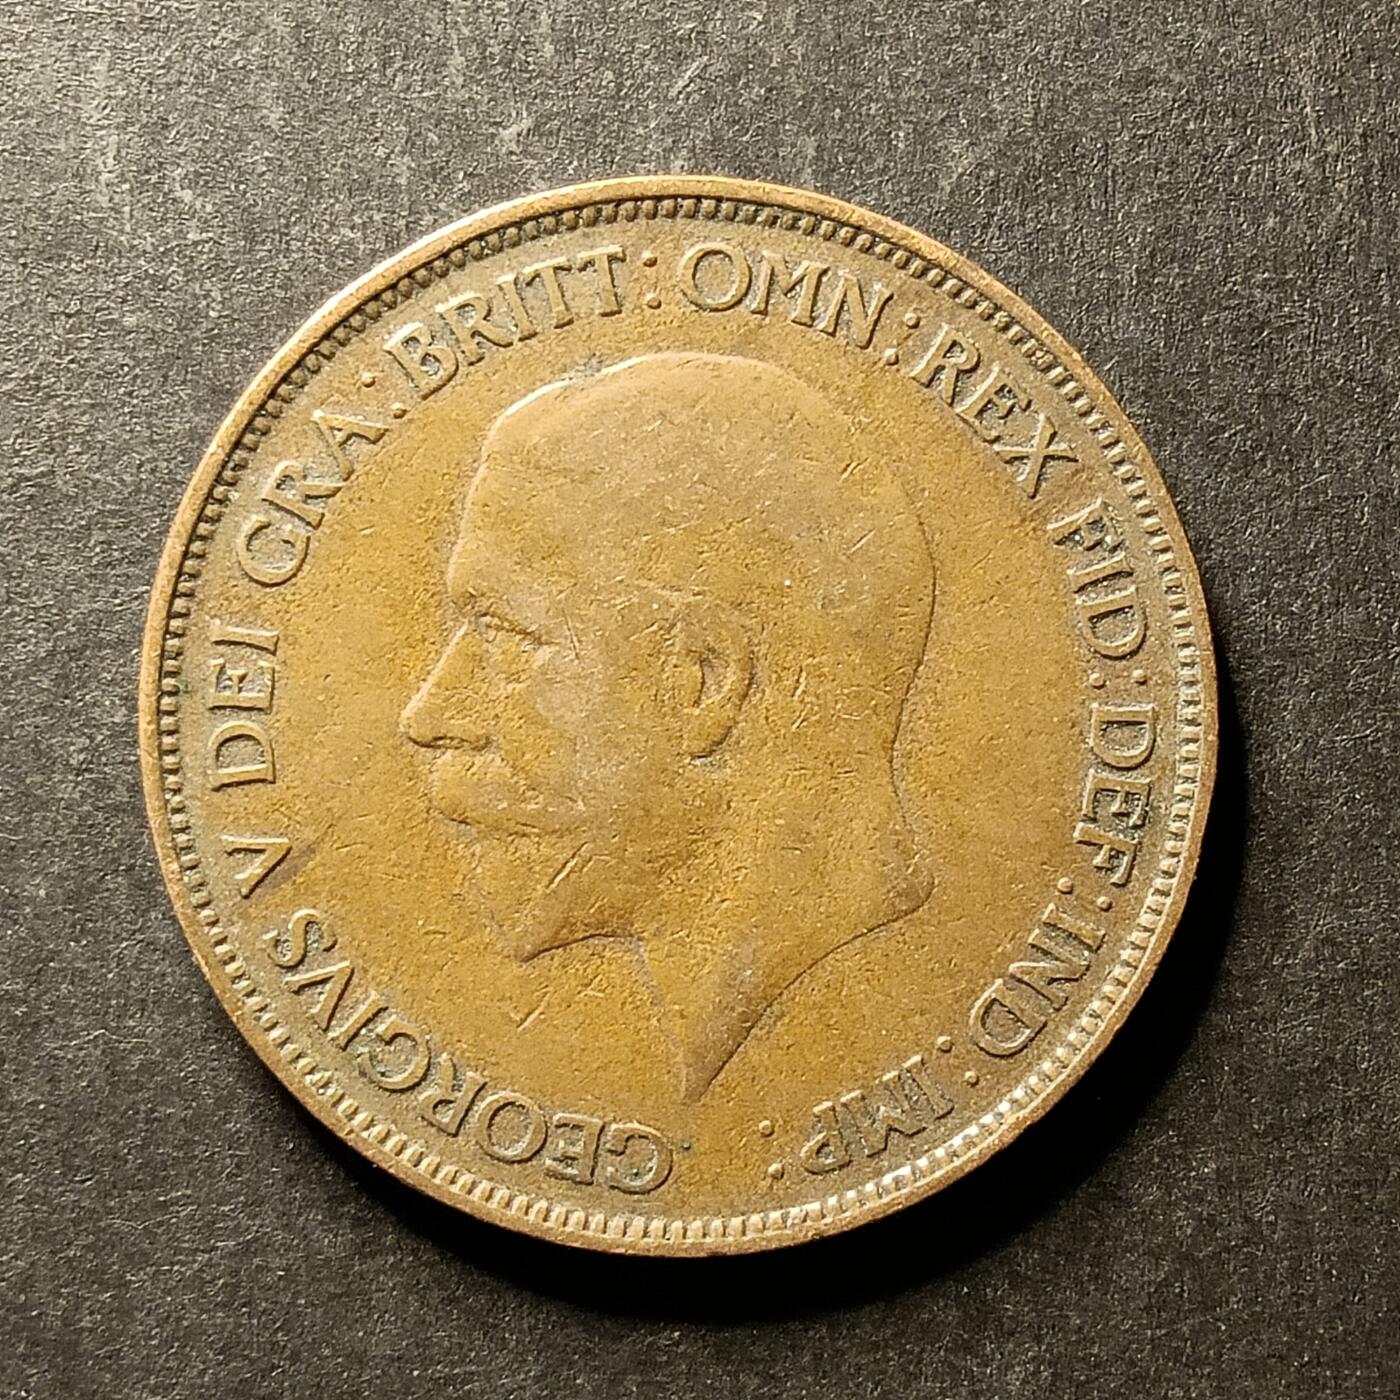 GEORGIVS V DEI GRA: BRITT: OMN: REX FID: DEF: IND: IMP: